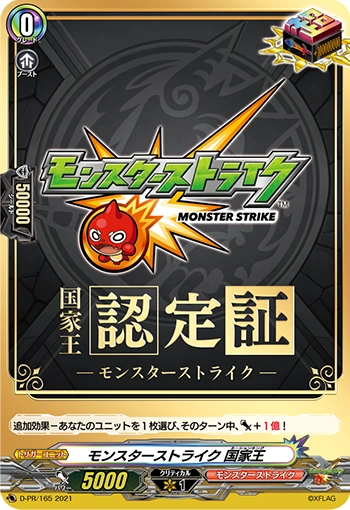 0
グレード
ブースト
50000
シールド
モンスターストライク
MONSTER STRIKE
TM
国家王
認定証
モンスターストライク
追加効果－あなたのユニットを1枚選び、そのターン中、+1億！
トリガーユニット
モンスターストライク 国家王
パワー
5000
クリティカル
1
モンスターストライク
D-PR/165 2021
©XFLAG